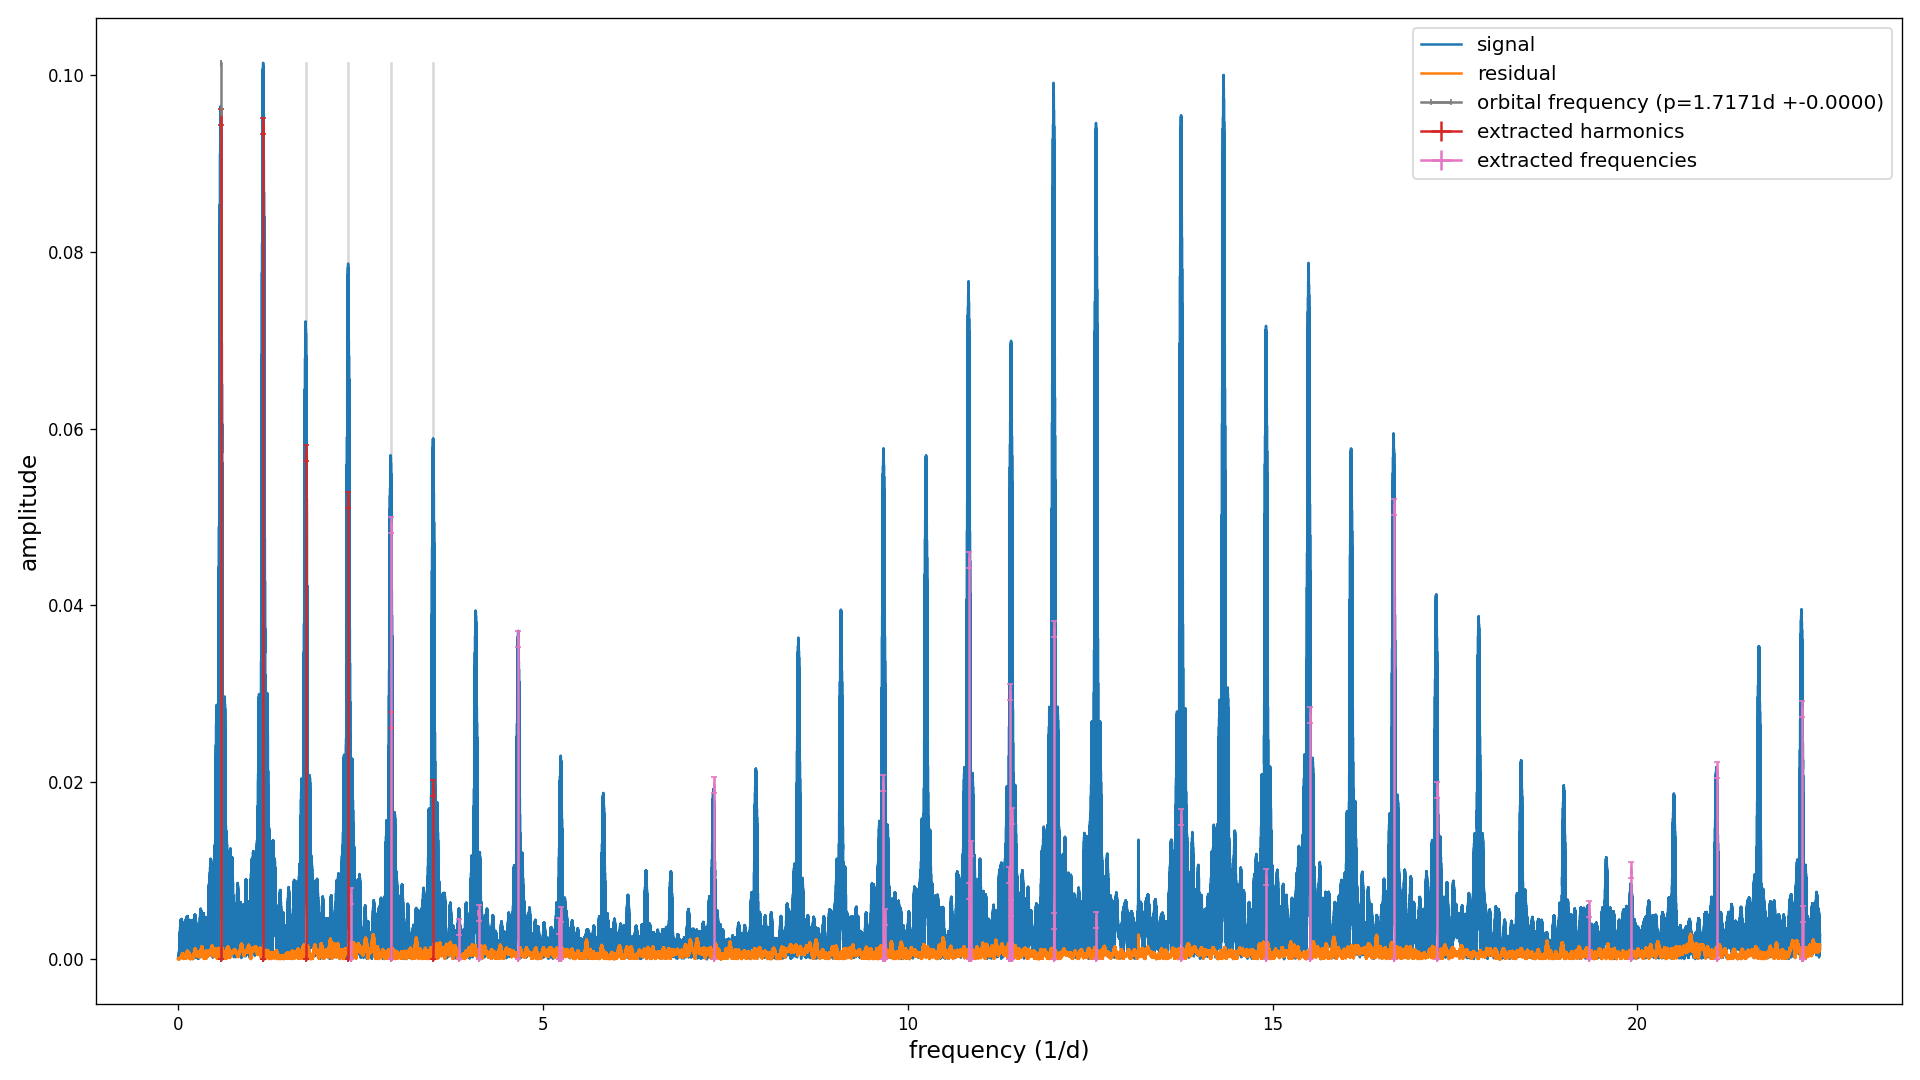 signal
residual
orbital frequency (p=1.7171d +-0.0000)
extracted harmonics
extracted frequencies
0.10
0.08
0.06
0.04
0.02
0.00
amplitude
0 5 10 15 20
frequency (1/d)